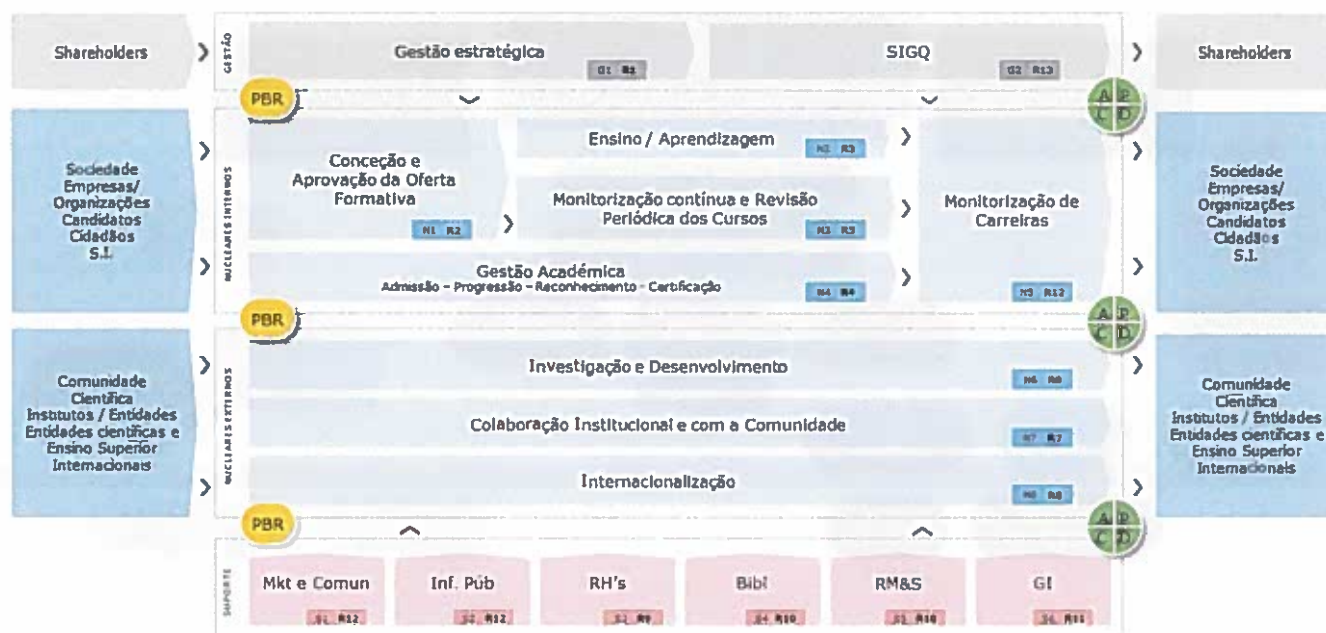 Shareholders
GESTÃO
Gestão estratégica
G1 R1
SIGQ
G2 R13
Shareholders
PBR
A P
C D
Sociedade
Empresas/
Organizações
Candidatos
Cidadãos
S.I.
NUCLEARES INTERNOS
Conceção e
Aprovação da Oferta
Formativa
N1 R2
Ensino / Aprendizagem
N2 R3
Monitorização contínua e Revisão
Periódica dos Cursos
N3 R5
Gestão Académica
Admissão - Progressão - Reconhecimento - Certificação
N4 R4
Monitorização de
Carreiras
N5 R12
Sociedade
Empresas/
Organizações
Candidatos
Cidadãos
S.I.
PBR
A P
C D
Comunidade
Científica
Institutos / Entidades
Entidades científicas e
Ensino Superior
Internacionais
NUCLEARES EXTERNOS
Investigação e Desenvolvimento
N6
Colaboração Institucional e com a Comunidade
N7 R7
Internacionalização
N8 R8
Comunidade
Científica
Institutos / Entidades
Entidades científicas e
Ensino Superior
Internacionais
PBR
A P
C D
SUPORTE
Mkt e Comun
S1 R12
Inf. Púb
S2 R12
RH's
S3 R9
Bibl
S4 R10
RM&S
S5 R10
GI
S6 R11